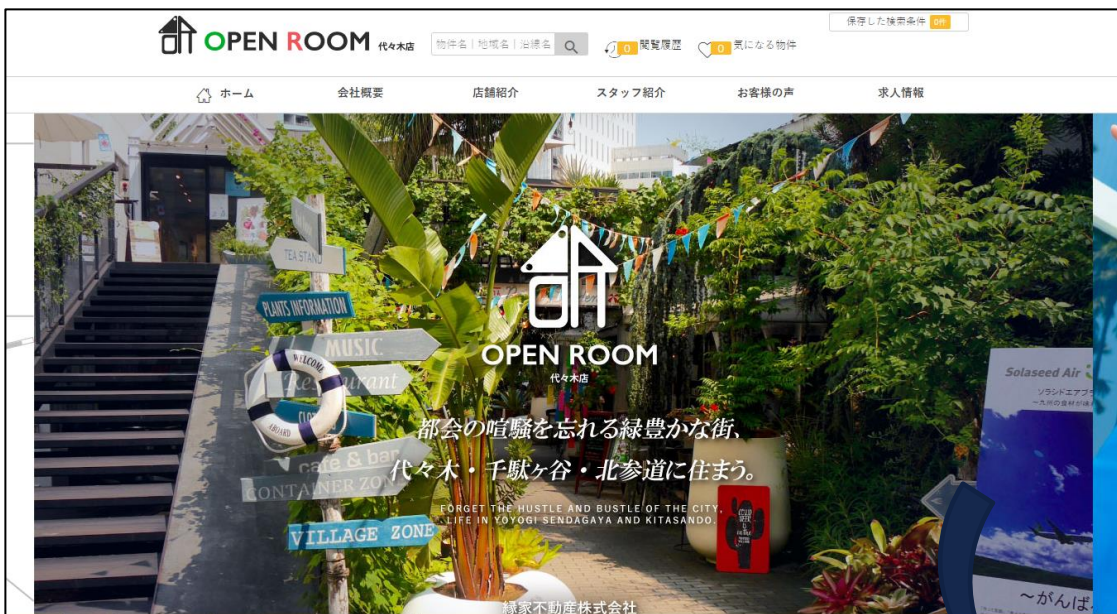 保存した検索条件 0件
OPEN ROOM 代々木店
物件名｜地域名｜沿線名
0 閲覧履歴
0 気になる物件
ホーム
会社概要
店舗紹介
スタッフ紹介
お客様の声
求人情報
TEA STAND
PLANTS INFORMATION
MUSIC
WELCOME
Restaurant
ABOARD
cafe & bar
CONTAINER ZONE
VILLAGE ZONE
OPEN ROOM
代々木店
都会の喧騒を忘れる緑豊かな街、
代々木・千駄ヶ谷・北参道に住まう。
FORGET THE HUSTLE AND BUSTLE OF THE CITY,
LIFE IN YOYOGI SENDAGAYA AND KITASANDO.
縁家不動産株式会社
Solaseed Air
～がんば